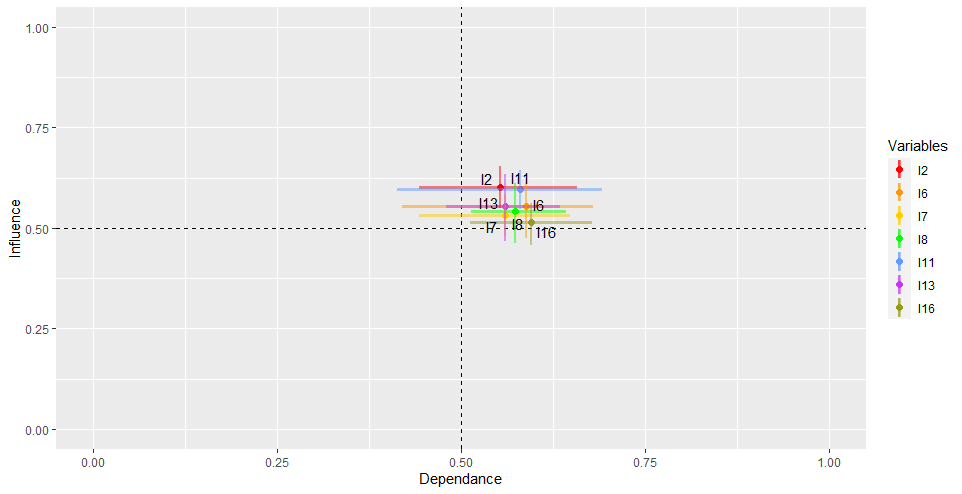 1.00
0.75
0.50
0.25
0.00
Influence
I2
I11
I13
I6
I7
I8
I16
0.00
0.25
0.50
0.75
1.00
Dependance
Variables
I2
I6
I7
I8
I11
I13
I16